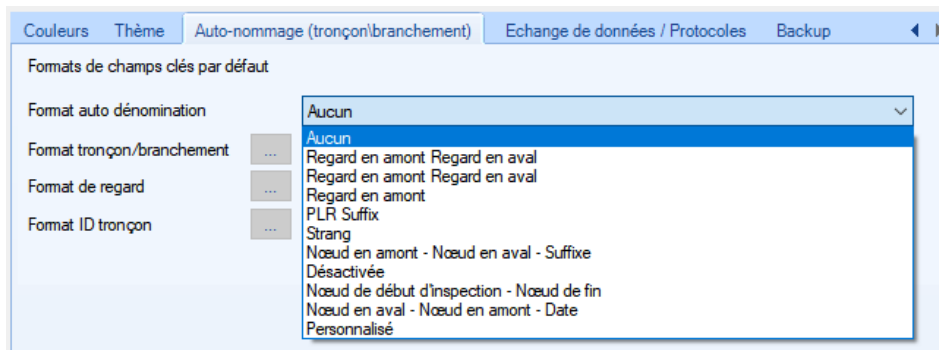 Couleurs Thème Auto-nommage (tronçon\branchement) Echange de données / Protocoles Backup
Formats de champs clés par défaut
Format auto dénomination Aucun
Aucun
Format tronçon/branchement ... Regard en amont Regard en aval
Regard en amont Regard en aval
Format de regard ... Regard en amont
PLR Suffix
Format ID tronçon ... Strang
Nœud en amont - Nœud en aval - Suffixe
Désactivée
Nœud de début d'inspection - Nœud de fin
Nœud en aval - Nœud en amont - Date
Personnalisé